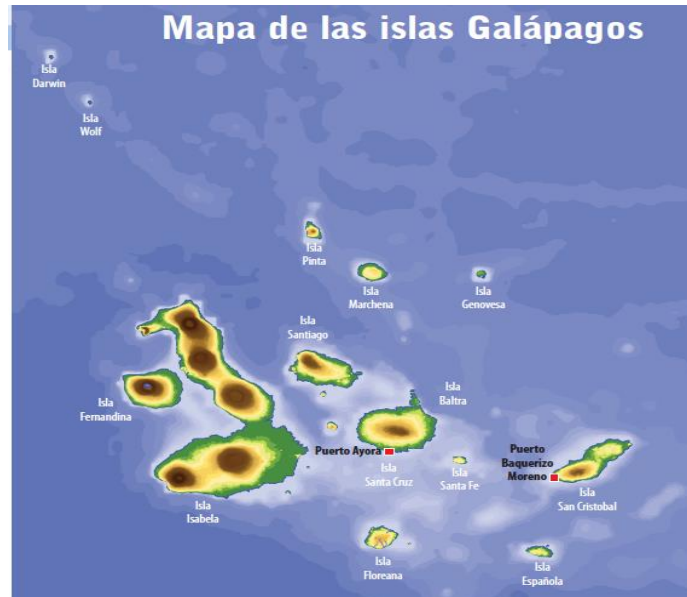 Mapa de las islas Galápagos
Isla
Darwin
Isla
Wolf
Isla
Pinta
Isla
Marchena
Isla
Genovesa
Isla
Santiago
Isla
Baltra
Isla
Fernandina
Puerto Ayora
Isla
Santa Cruz
Isla
Santa Fe
Puerto
Baquerizo
Moreno
Isla
San Cristobal
Isla
Isabela
Isla
Floreana
Isla
Española